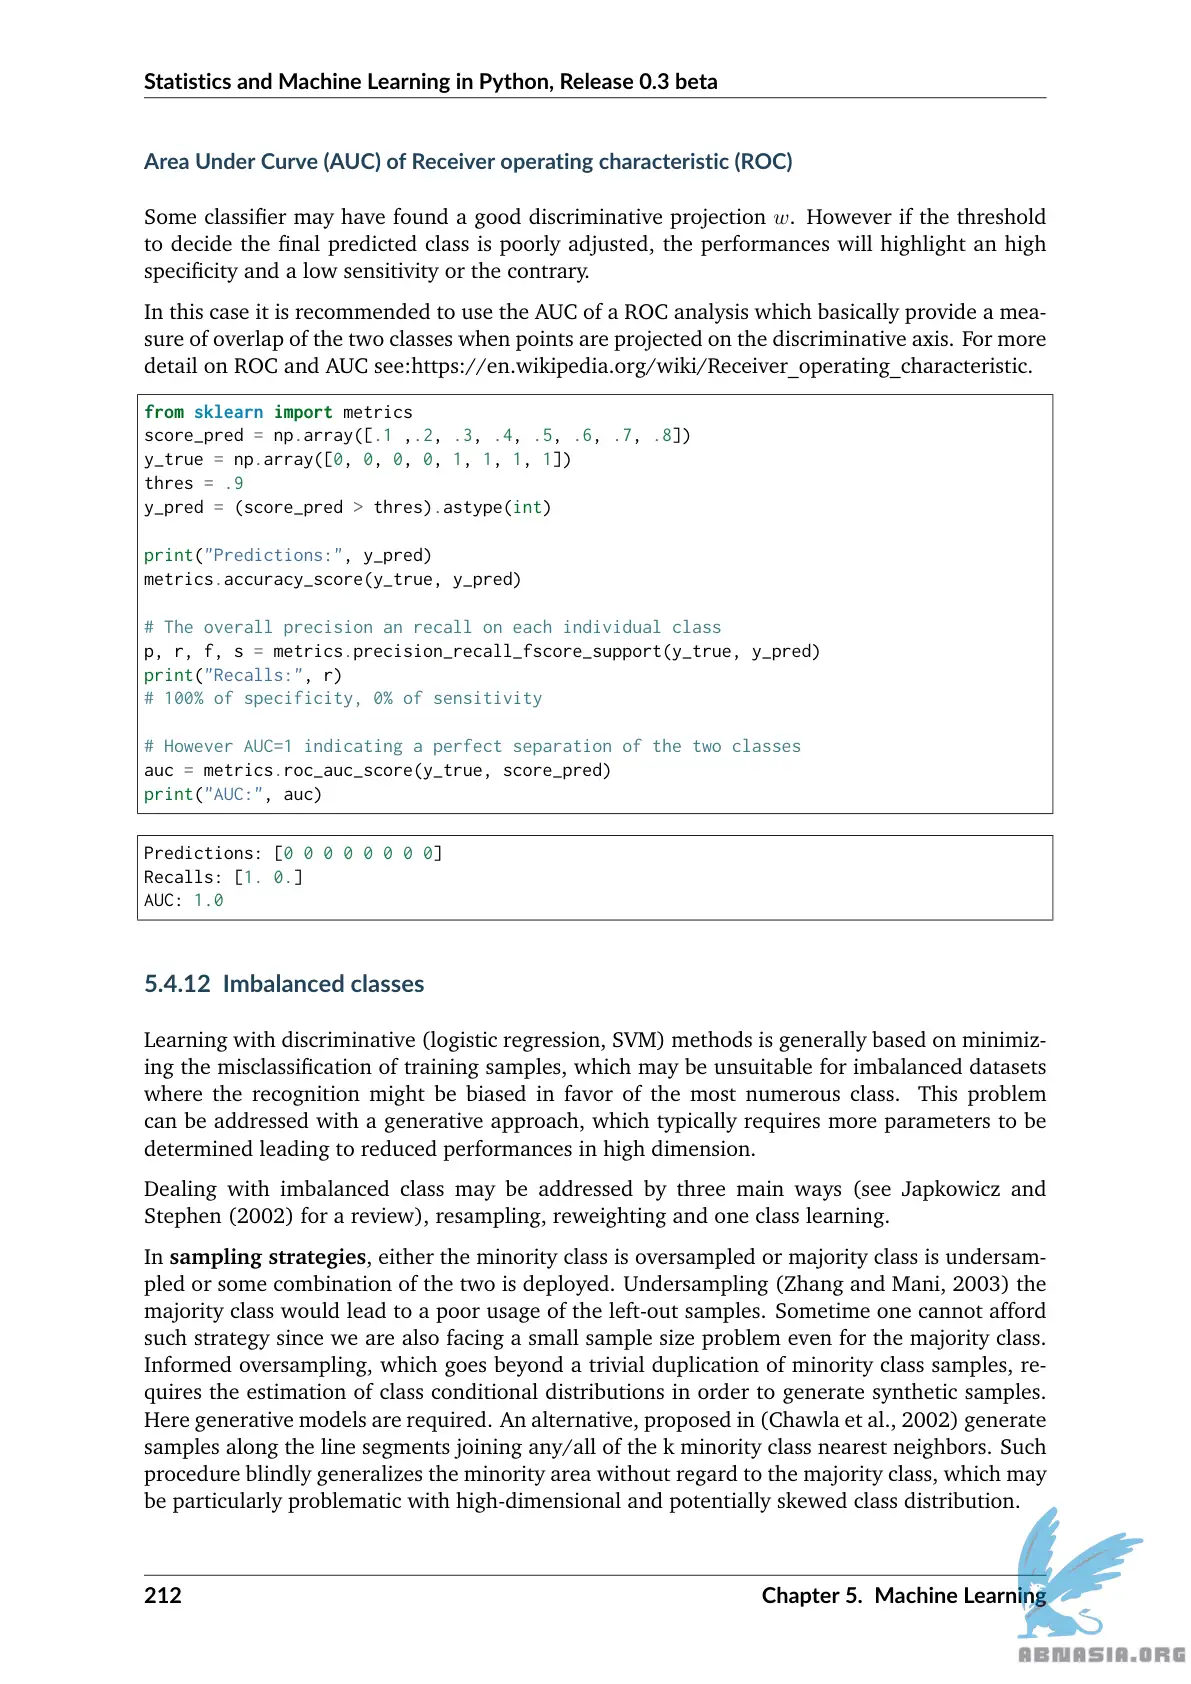 Statistics and Machine Learning in Python, Release 0.3 beta
Area Under Curve (AUC) of Receiver operating characteristic (ROC)
Some classifier may have found a good discriminative projection w. However if the threshold
to decide the final predicted class is poorly adjusted, the performances will highlight an high
specificity and a low sensitivity or the contrary.
In this case it is recommended to use the AUC of a ROC analysis which basically provide a mea-
sure of overlap of the two classes when points are projected on the discriminative axis. For more
detail on ROC and AUC see:https://en.wikipedia.org/wiki/Receiver_operating_characteristic.
from sklearn import metrics
score_pred = np.array([.1 ,.2, .3, .4, .5, .6, .7, .8])
y_true = np.array([0, 0, 0, 0, 1, 1, 1, 1])
thres = .9
y_pred = (score_pred > thres).astype(int)
print("Predictions:", y_pred)
metrics.accuracy_score(y_true, y_pred)
# The overall precision an recall on each individual class
p, r, f, s = metrics.precision_recall_fscore_support(y_true, y_pred)
print("Recalls:", r)
# 100% of specificity, 0% of sensitivity
# However AUC=1 indicating a perfect separation of the two classes
auc = metrics.roc_auc_score(y_true, score_pred)
print("AUC:", auc)
Predictions: [0 0 0 0 0 0 0 0]
Recalls: [1. 0.]
AUC: 1.0
5.4.12 Imbalanced classes
Learning with discriminative (logistic regression, SVM) methods is generally based on minimiz-
ing the misclassification of training samples, which may be unsuitable for imbalanced datasets
where the recognition might be biased in favor of the most numerous class. This problem
can be addressed with a generative approach, which typically requires more parameters to be
determined leading to reduced performances in high dimension.
Dealing with imbalanced class may be addressed by three main ways (see Japkowicz and
Stephen (2002) for a review), resampling, reweighting and one class learning.
In sampling strategies, either the minority class is oversampled or majority class is undersam-
pled or some combination of the two is deployed. Undersampling (Zhang and Mani, 2003) the
majority class would lead to a poor usage of the left-out samples. Sometime one cannot afford
such strategy since we are also facing a small sample size problem even for the majority class.
Informed oversampling, which goes beyond a trivial duplication of minority class samples, re-
quires the estimation of class conditional distributions in order to generate synthetic samples.
Here generative models are required. An alternative, proposed in (Chawla et al., 2002) generate
samples along the line segments joining any/all of the k minority class nearest neighbors. Such
procedure blindly generalizes the minority area without regard to the majority class, which may
be particularly problematic with high-dimensional and potentially skewed class distribution.
212 Chapter 5. Machine Learning
ABNASIA.ORG